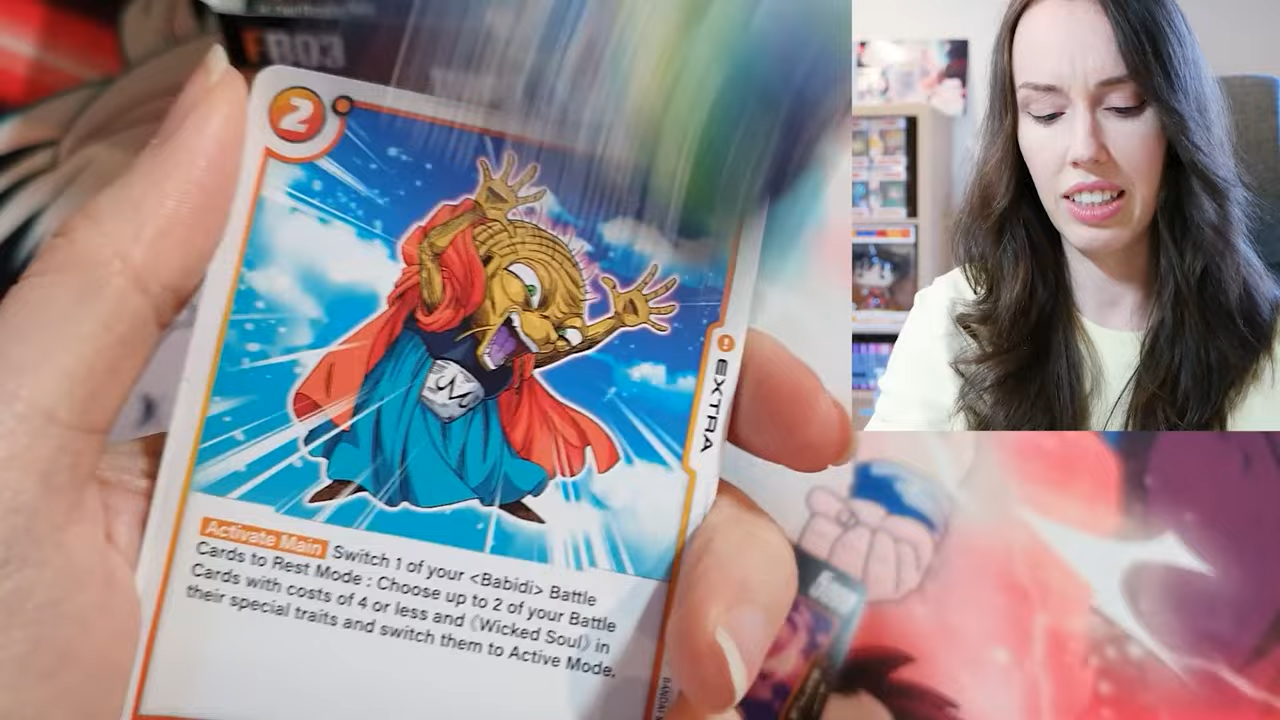 FB03
2
M
EXTRA
Activate Main Switch 1 of your <Babidi> Battle
Cards to Rest Mode : Choose up to 2 of your Battle
Cards with costs of 4 or less and 《Wicked Soul》 in
their special traits and switch them to Active Mode.
BANDAI